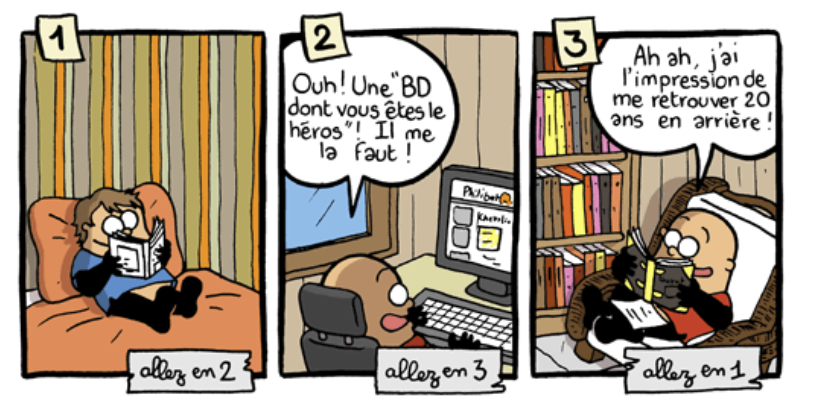 1
allez en 2
2
Ouh! Une "BD
dont vous êtes le
héros"! Il me
la faut !
Philibert
allez en 3
3
Ah ah, j'ai
l'impression de
me retrouver 20
ans en arrière !
allez en 1